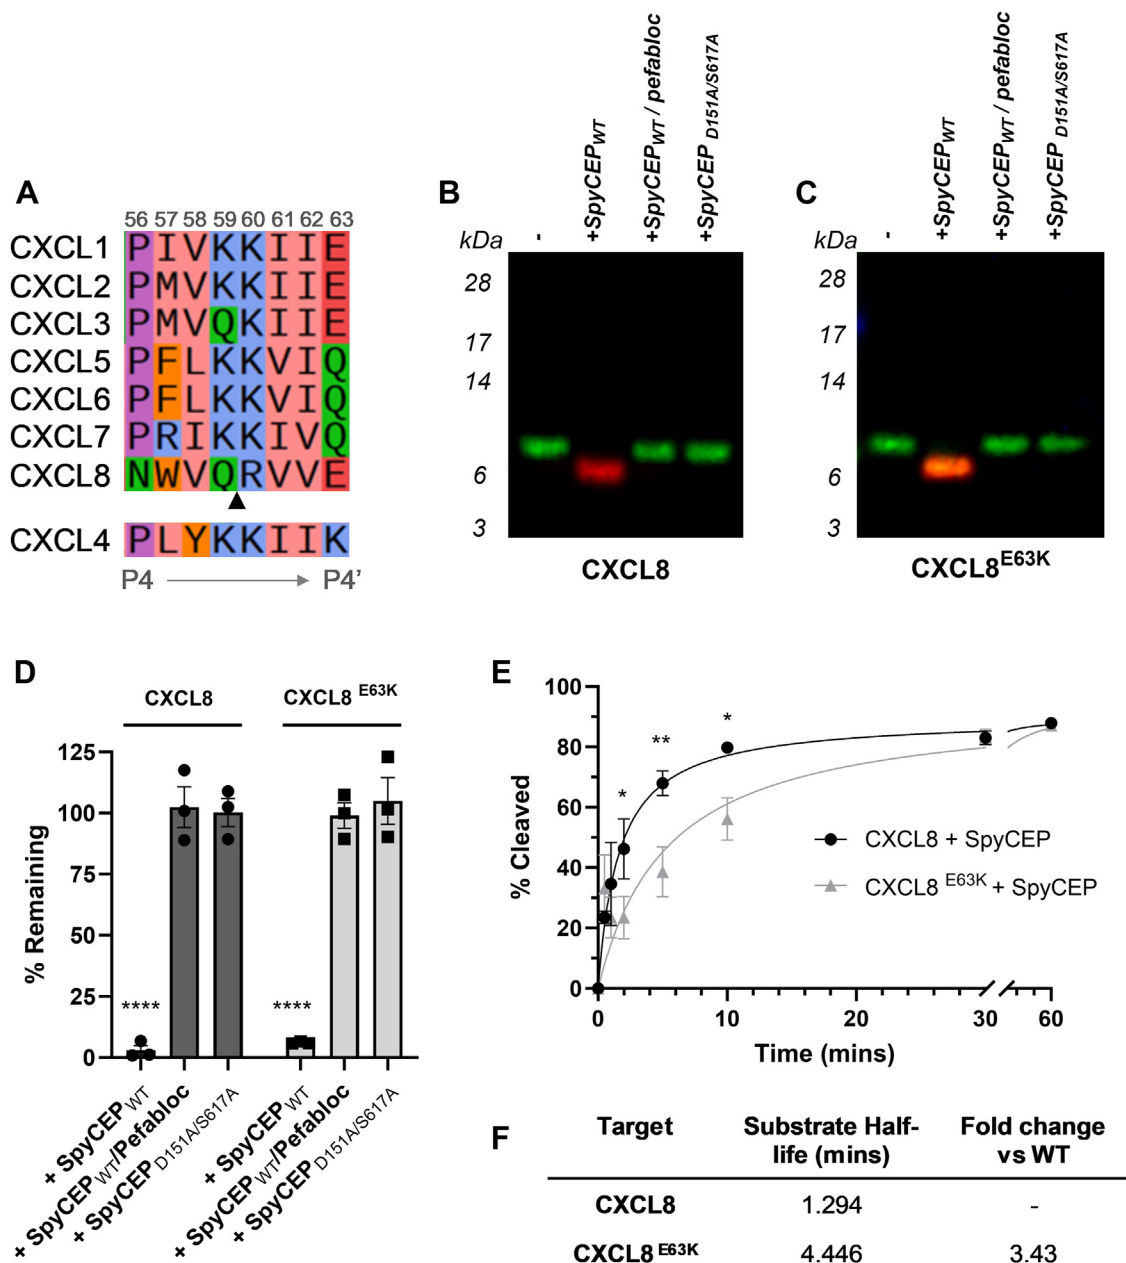 A
56 57 58 59 60 61 62 63
CXCL1 P I V K K I I E
CXCL2 P M V K K I I E
CXCL3 P M V Q K I I E
CXCL5 P F L K K V I Q
CXCL6 P F L K K V I Q
CXCL7 P R I K K I V Q
CXCL8 N W V Q R V V E
CXCL4 P L Y K K I I K
P4 P4'
B
kDa
-
+SpyCEPWT
+SpyCEPWT / pefabloc
+SpyCEP D151A/S617A
28
17
14
6
3
CXCL8
C
kDa
-
+SpyCEPWT
+SpyCEPWT / pefabloc
+SpyCEP D151A/S617A
28
17
14
6
3
CXCL8E63K
D
CXCL8
CXCL8 E63K
% Remaining
125
100
75
50
25
0
****
****
+ SpyCEPWT
+ SpyCEPWT/Pefabloc
+ SpyCEPD151A/S617A
+ SpyCEPWT
+ SpyCEPWT/Pefabloc
+ SpyCEPD151A/S617A
E
% Cleaved
100
80
60
40
20
0
*
**
*
CXCL8 + SpyCEP
CXCL8 E63K + SpyCEP
0 10 20 30 60
Time (mins)
F
Target Substrate Half-life (mins) Fold change vs WT
CXCL8 1.294 -
CXCL8 E63K 4.446 3.43